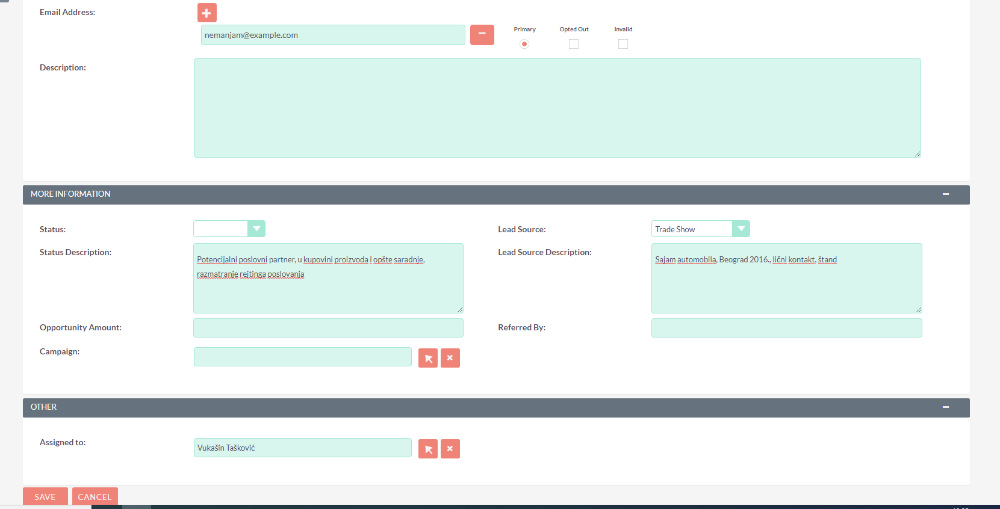 Email Address:
nemanjam@example.com
Primary
Opted Out
Invalid
Description:
MORE INFORMATION
Status:
Lead Source:
Trade Show
Status Description:
Potencijalni poslovni partner, u kupovini proizvoda i opšte saradnje,
razmatranje rejtinga poslovanja
Lead Source Description:
Sajam automobila, Beograd 2016., lični kontakt, štand
Opportunity Amount:
Referred By:
Campaign:
OTHER
Assigned to:
Vukašin Tašković
SAVE
CANCEL